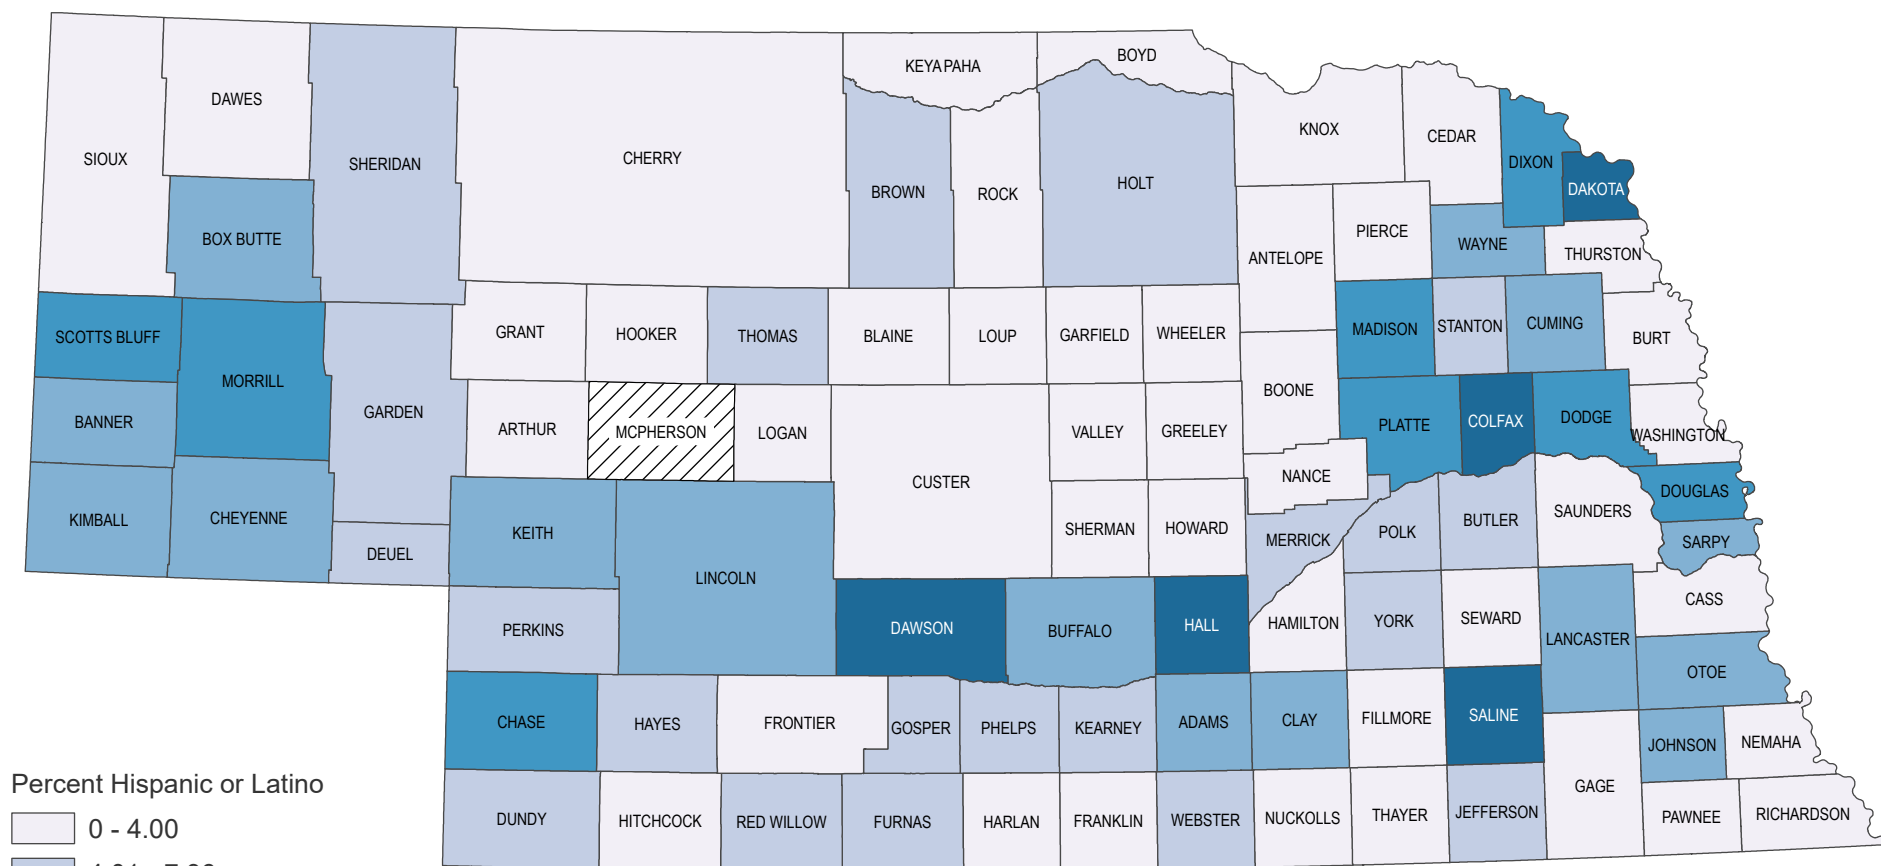 BOYD
KEYA PAHA
DAWES
KNOX
CEDAR
SIOUX
SHERIDAN
CHERRY
DIXON
BROWN
ROCK
HOLT
DAKOTA
BOX BUTTE
PIERCE
WAYNE
ANTELOPE
THURSTON
SCOTTS BLUFF
GRANT
HOOKER
THOMAS
BLAINE
LOUP
GARFIELD
WHEELER
MADISON
STANTON
CUMING
BURT
MORRILL
BOONE
BANNER
GARDEN
ARTHUR
MCPHERSON
LOGAN
VALLEY
GREELEY
PLATTE
COLFAX
DODGE
WASHINGTON
CUSTER
NANCE
KIMBALL
CHEYENNE
KEITH
SHERMAN
HOWARD
MERRICK
POLK
BUTLER
SAUNDERS
DOUGLAS
SARPY
DEUEL
LINCOLN
PERKINS
DAWSON
BUFFALO
HALL
HAMILTON
YORK
SEWARD
LANCASTER
CASS
OTOE
CHASE
HAYES
FRONTIER
GOSPER
PHELPS
KEARNEY
ADAMS
CLAY
FILLMORE
SALINE
JOHNSON
NEMAHA
GAGE
DUNDY
HITCHCOCK
RED WILLOW
FURNAS
HARLAN
FRANKLIN
WEBSTER
NUCKOLLS
THAYER
JEFFERSON
PAWNEE
RICHARDSON
Percent Hispanic or Latino
0 - 4.00